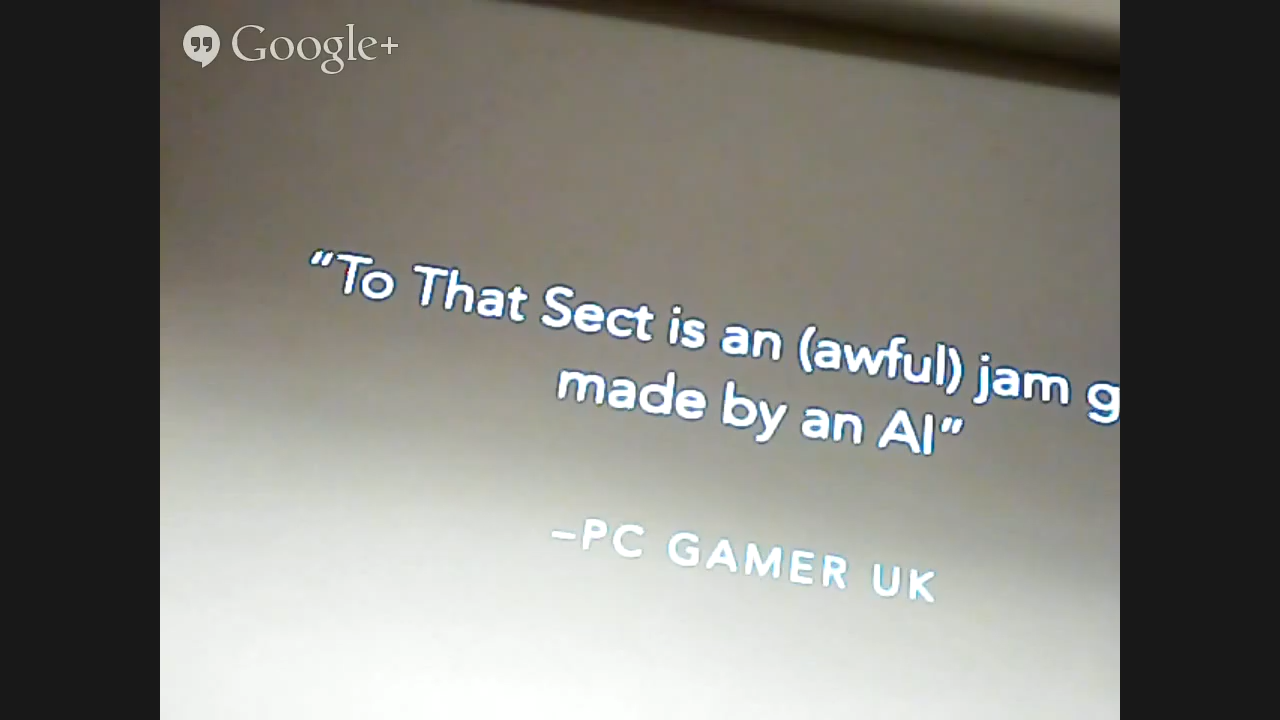 Google+
“To That Sect is an (awful) jam g
made by an AI”
–PC GAMER UK